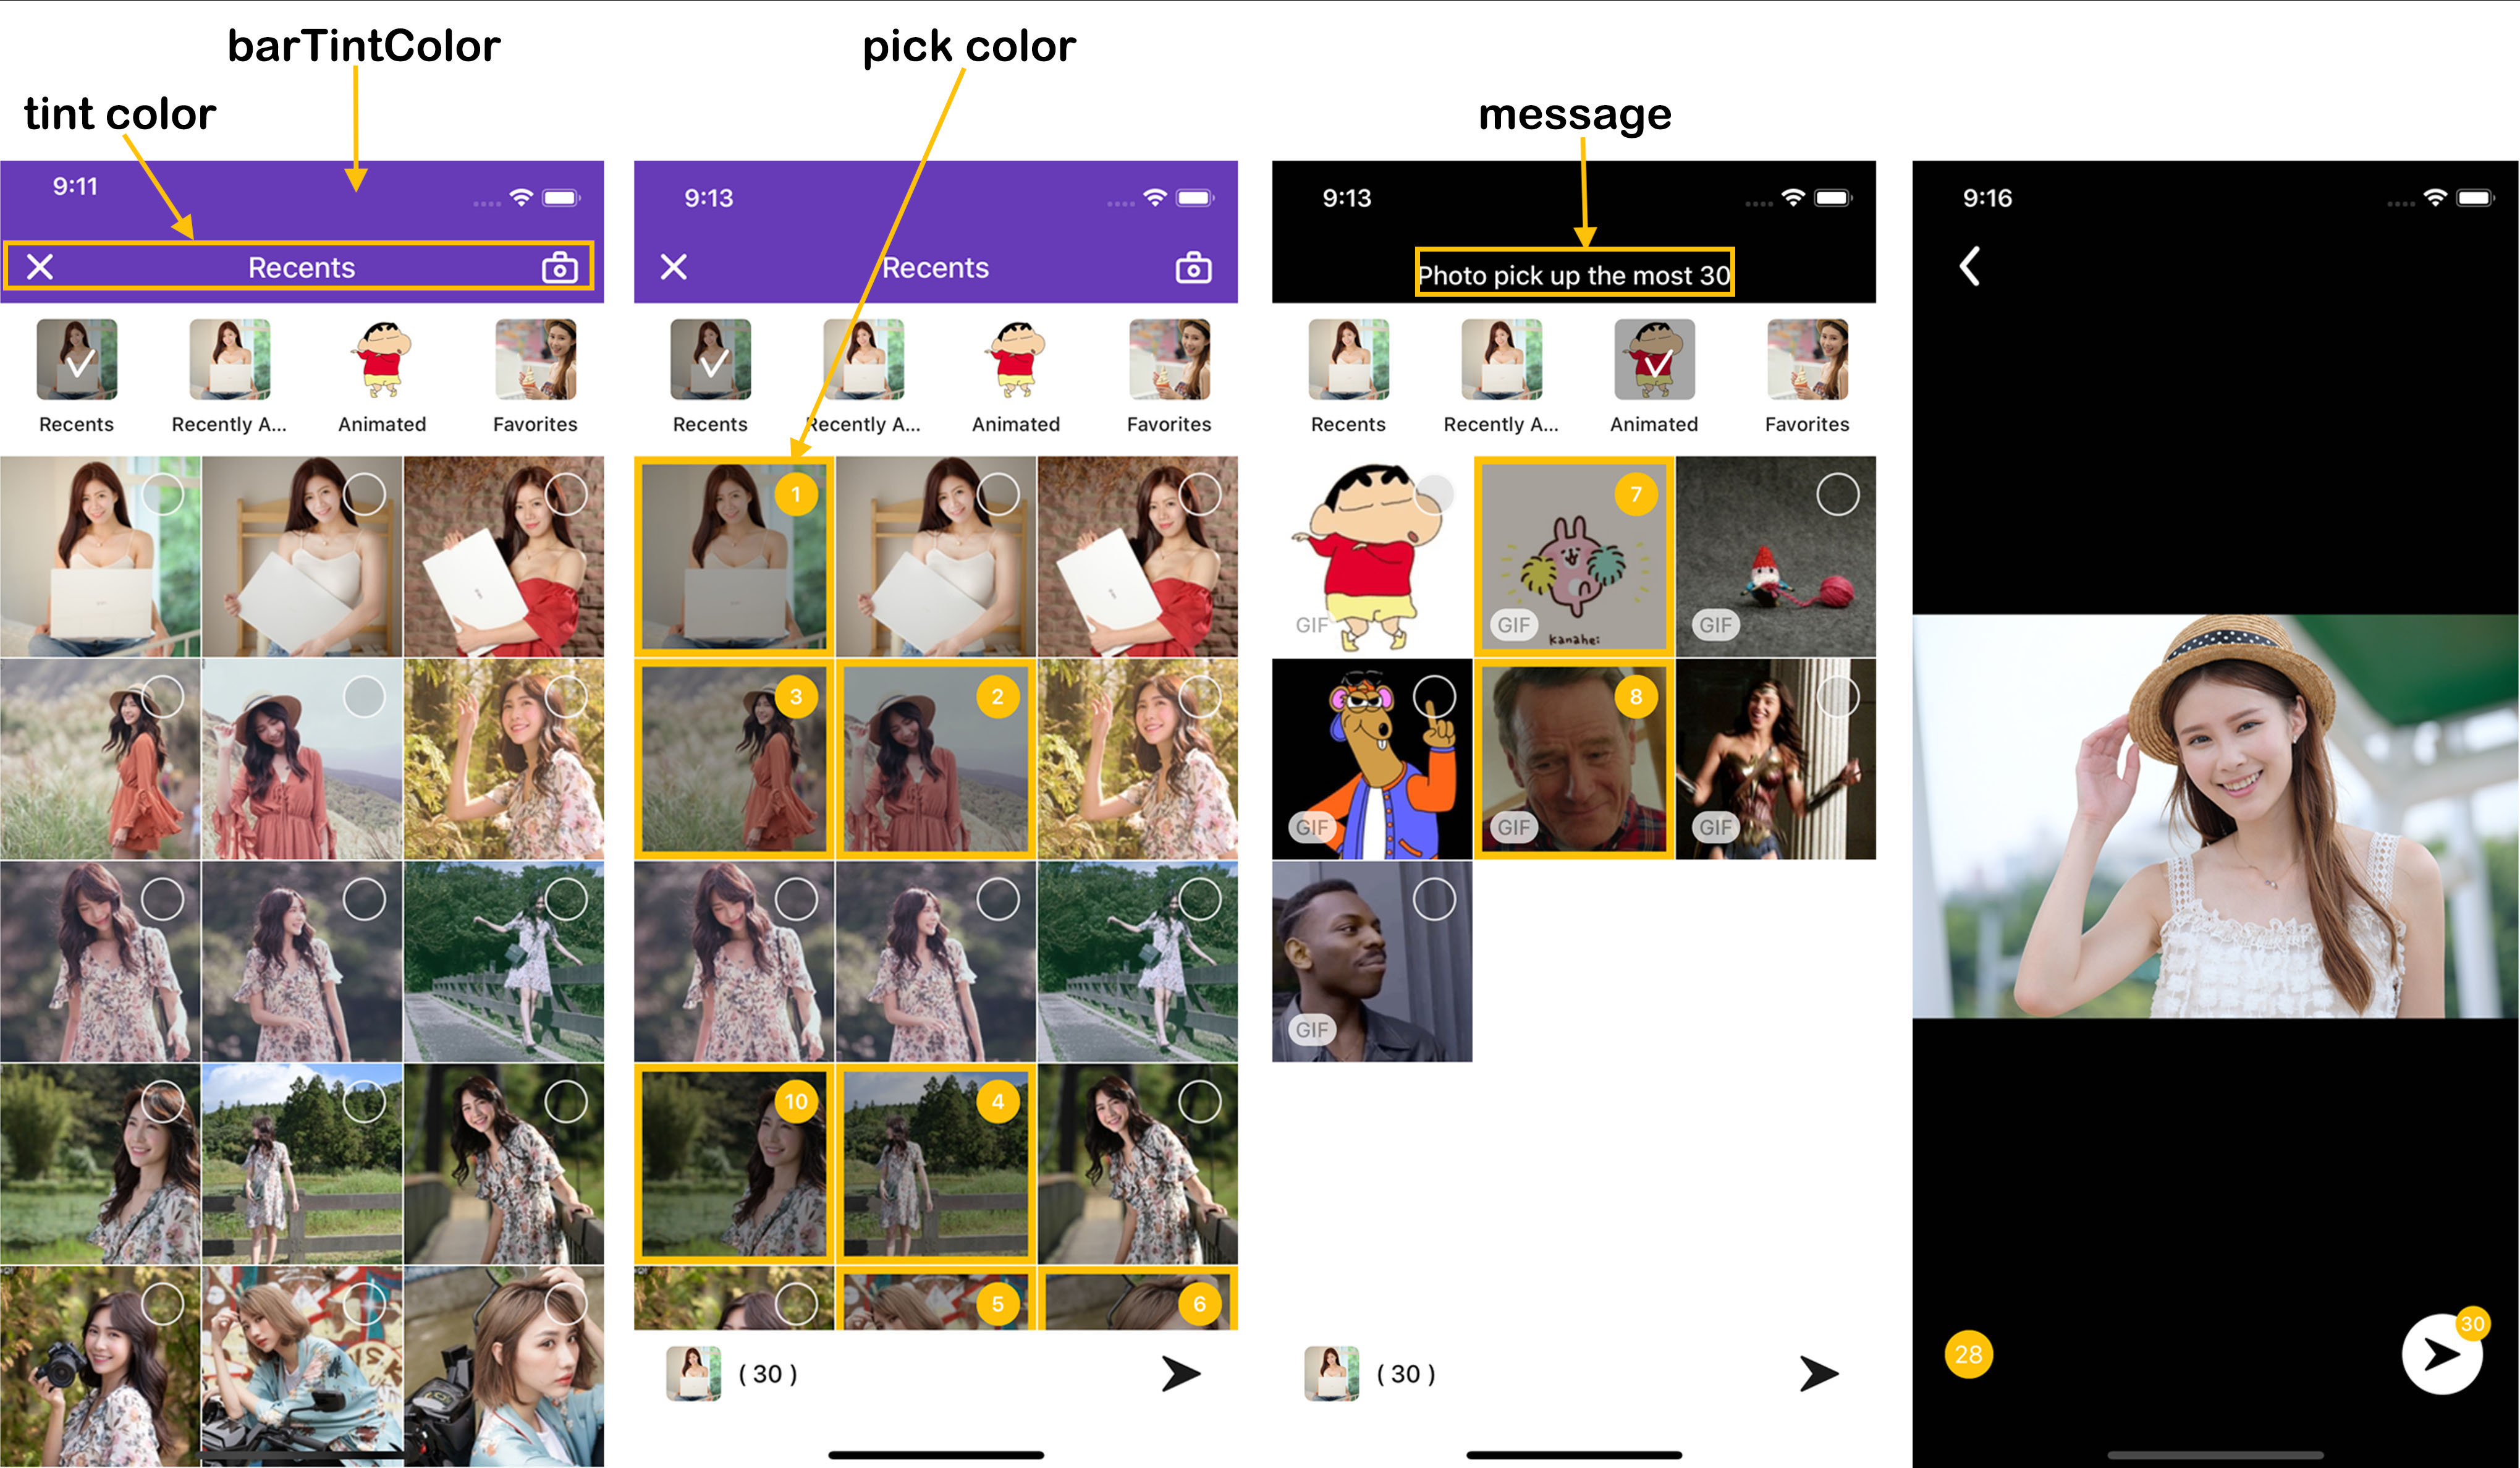 barTintColor
pick color
tint color
message
9:11
Recents
Recents
Recently A...
Animated
Favorites
9:13
Recents
Recents
Recently A...
Animated
Favorites
1
3
2
10
4
5
6
( 30 )
9:13
Photo pick up the most 30
Recents
Recently A...
Animated
Favorites
GIF
7
GIF
kanahei
GIF
GIF
8
GIF
GIF
GIF
( 30 )
9:16
28
30